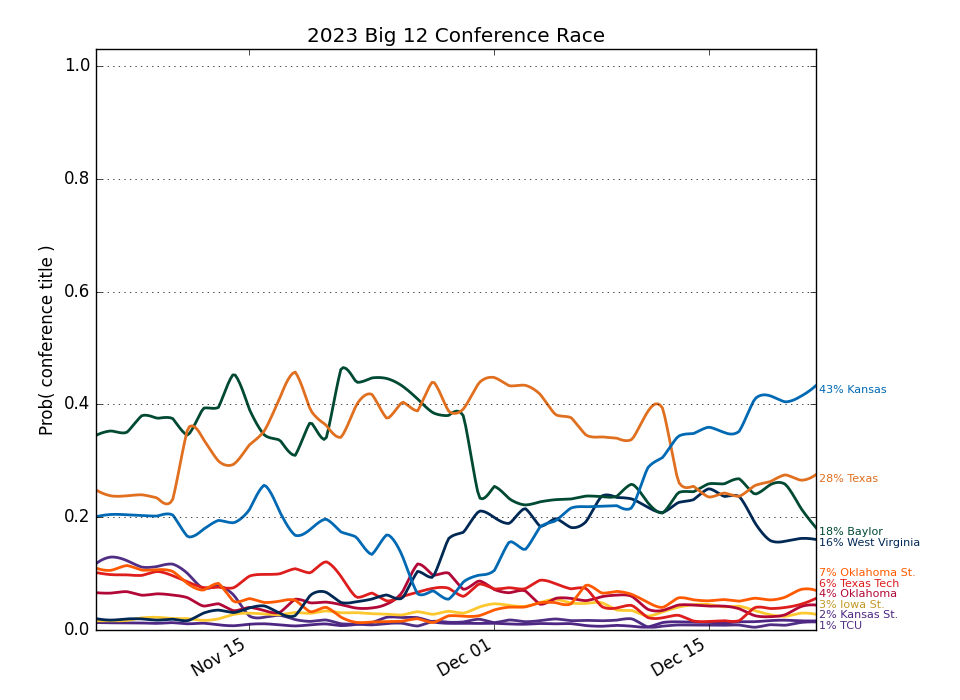 2023 Big 12 Conference Race
Prob( conference title )
1.0
0.8
0.6
0.4
0.2
0.0
Nov 15
Dec 01
Dec 15
43% Kansas
28% Texas
18% Baylor
16% West Virginia
7% Oklahoma St.
6% Texas Tech
4% Oklahoma
3% Iowa St.
2% Kansas St.
1% TCU